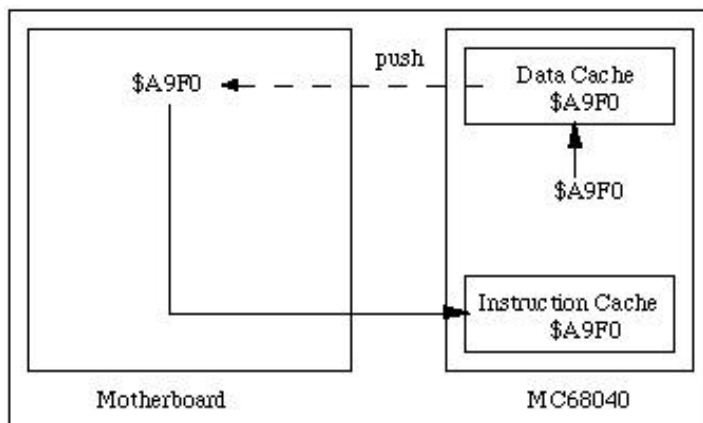 push
$A9F0
Data Cache
$A9F0
$A9F0
Instruction Cache
$A9F0
Motherboard
MC68040